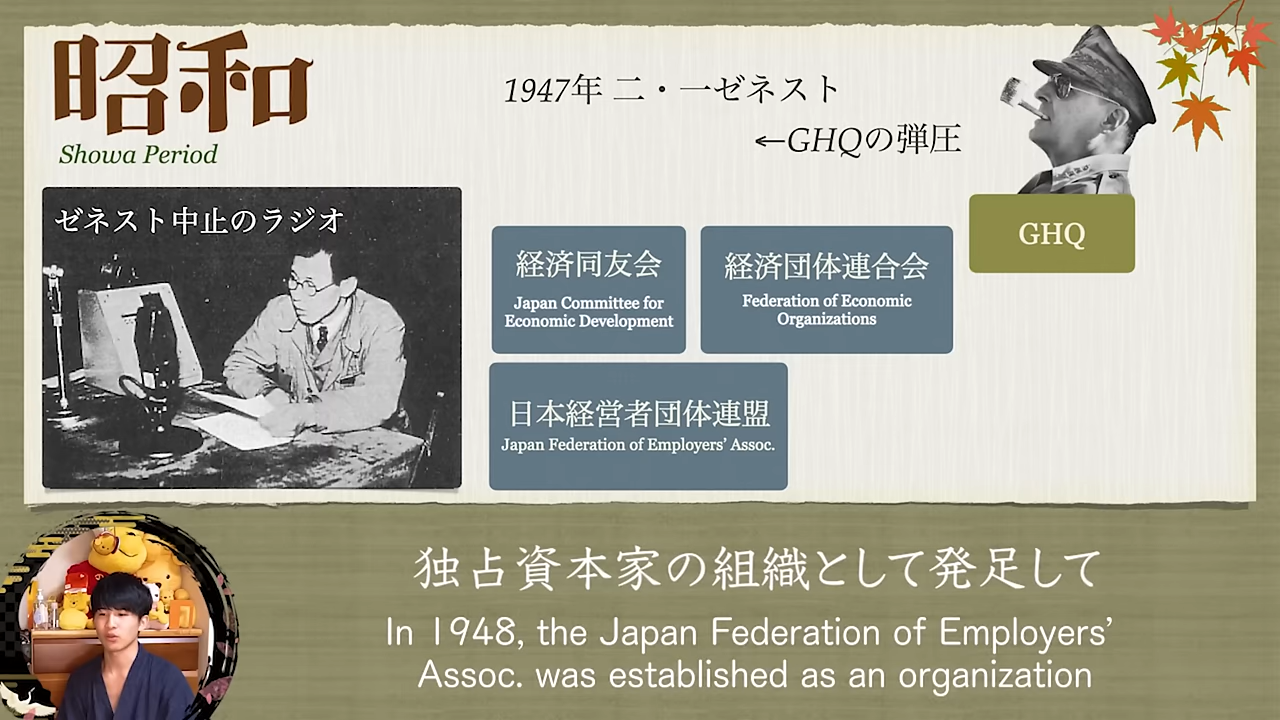 昭和
Showa Period
1947年 二・一ゼネスト
←GHQの弾圧
ゼネスト中止のラジオ
経済同友会
Japan Committee for
Economic Development
経済団体連合会
Federation of Economic
Organizations
GHQ
日本経営者団体連盟
Japan Federation of Employers’ Assoc.
独占資本家の組織として発足して
In 1948, the Japan Federation of Employers’
Assoc. was established as an organization